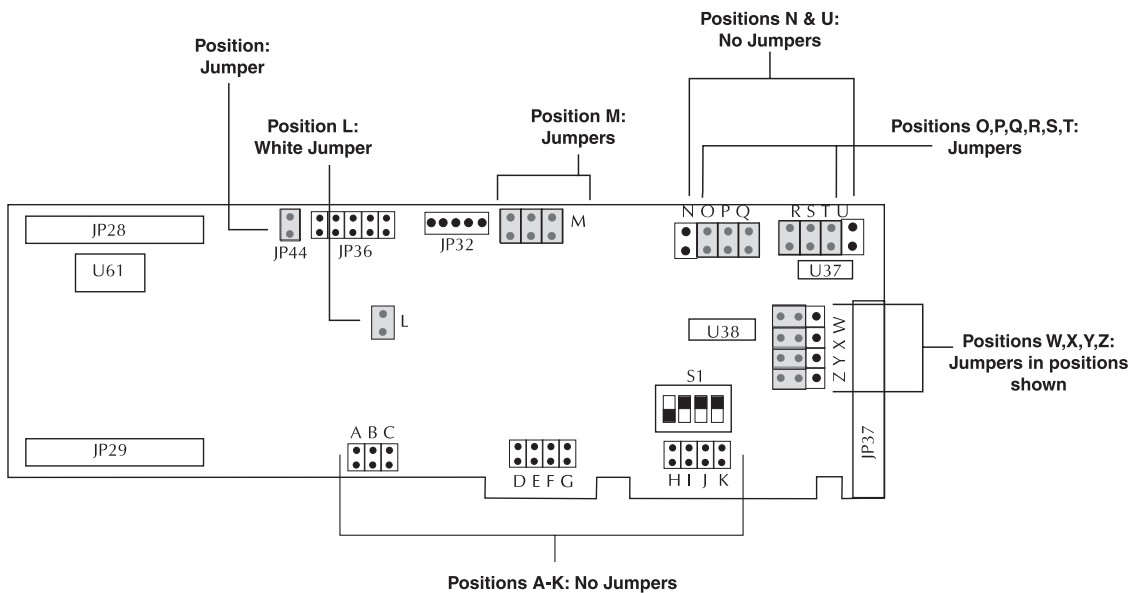 Positions N & U:
No Jumpers
Position:
Jumper
Position L:
White Jumper
Position M:
Jumpers
Positions O,P,Q,R,S,T:
Jumpers
JP28
U61
JP44
JP36
JP32
M
N O P Q
R S T U
U37
L
U38
W
X
Y
Z
Positions W,X,Y,Z:
Jumpers in positions
shown
S1
JP29
A B C
D E F G
H I J K
JP37
Positions A-K: No Jumpers